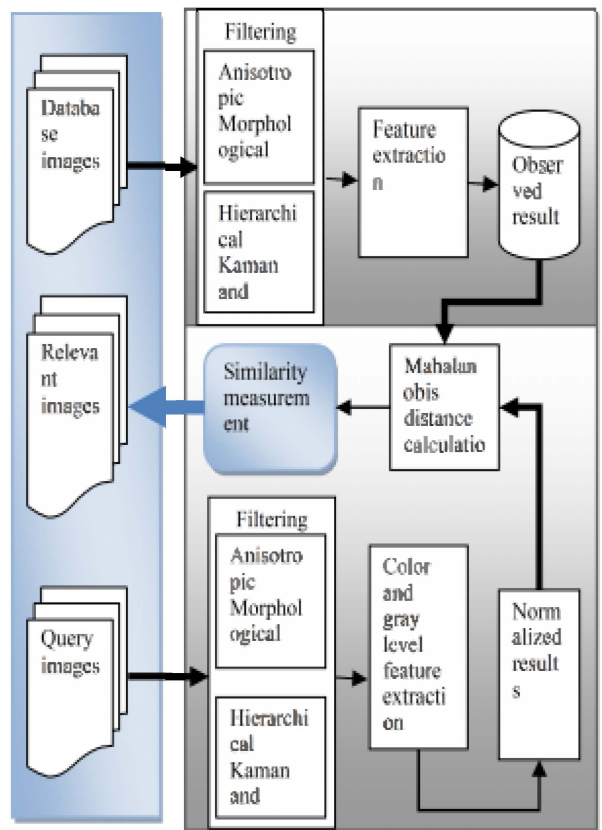 Filtering
Anisotro
pic
Morphol
ogical
Hierarchi
cal
Kaman
and
Databa
se
images
Feature
extractio
n
Obser
ved
result
Releva
nt
images
Similarity
measurem
ent
Mahalan
obis
distance
calculatio
Filtering
Anisotro
pic
Morphol
ogical
Hierarchi
cal
Kaman
and
Query
images
Color
and
gray
level
feature
extracti
on
Norm
alized
result
s